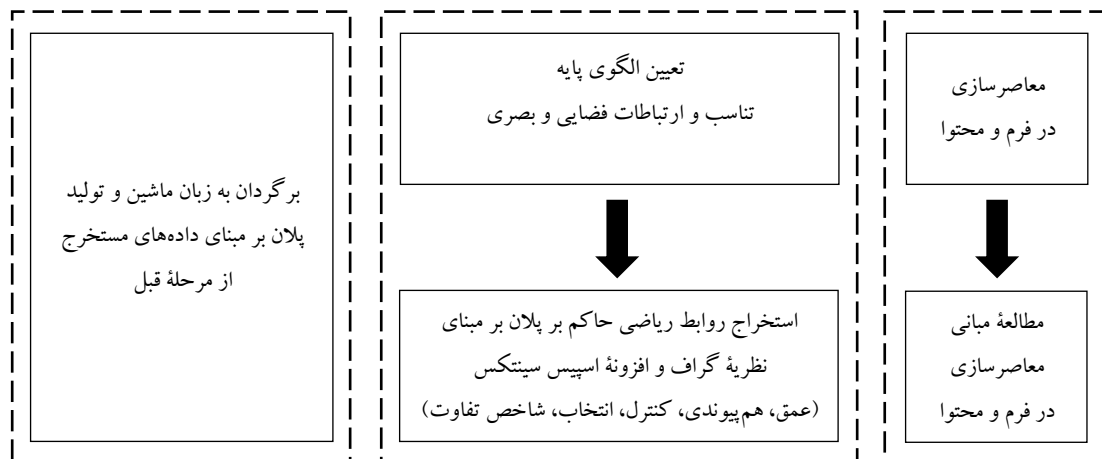 معاصرسازی
در فرم و محتوا
مطالعهٔ مبانی
معاصرسازی
در فرم و محتوا
تعیین الگوی پایه
تناسب و ارتباطات فضایی و بصری
استخراج روابط ریاضی حاکم بر پلان بر مبنای
نظریهٔ گراف و افزونهٔ اسپیس سینتکس
(عمق، هم‌پیوندی، کنترل، انتخاب، شاخص تفاوت)
برگردان به زبان ماشین و تولید
پلان بر مبنای داده‌های مستخرج
از مرحلهٔ قبل